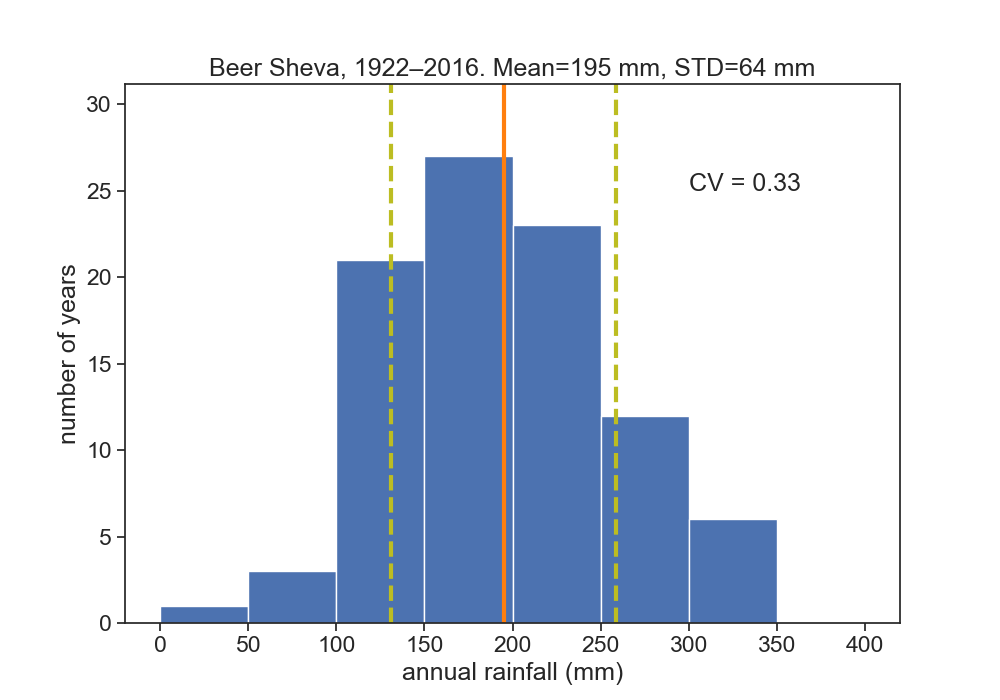 Beer Sheva, 1922–2016. Mean=195 mm, STD=64 mm
30
25
20
15
10
5
0
number of years
CV = 0.33
0 50 100 150 200 250 300 350 400
annual rainfall (mm)